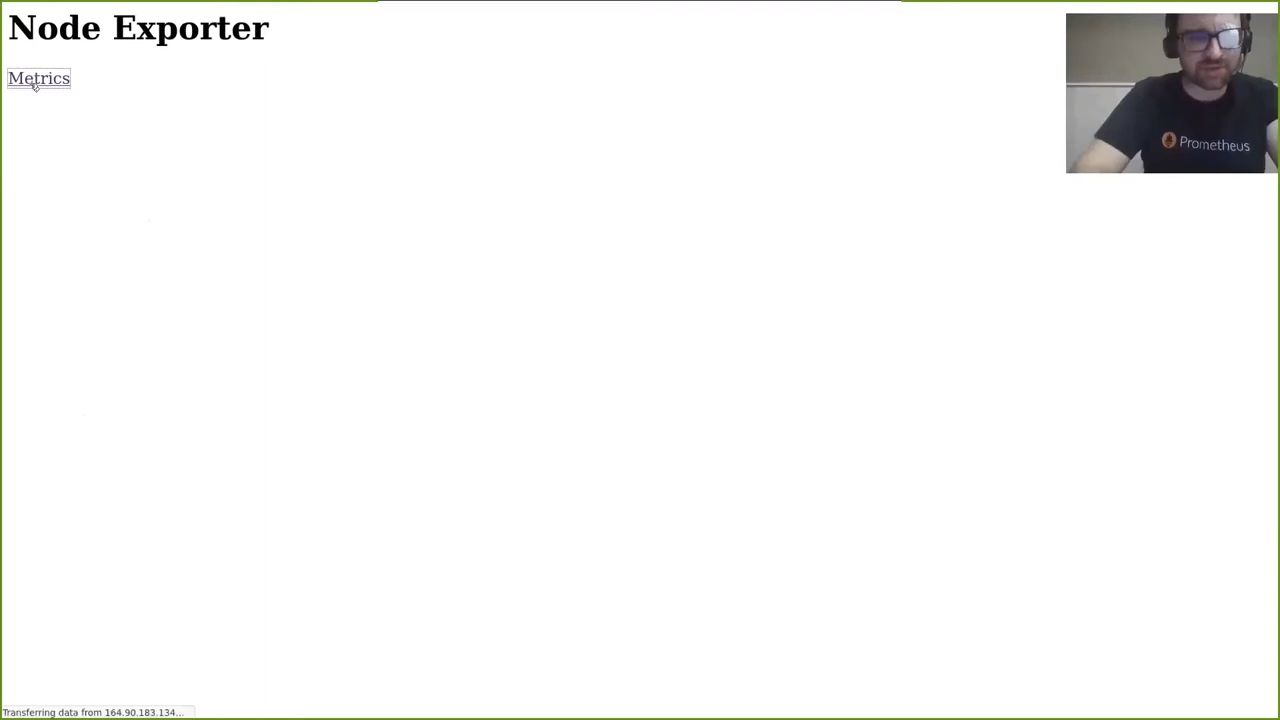 Node Exporter
Metrics
Prometheus
Transferring data from 164.90.183.134...